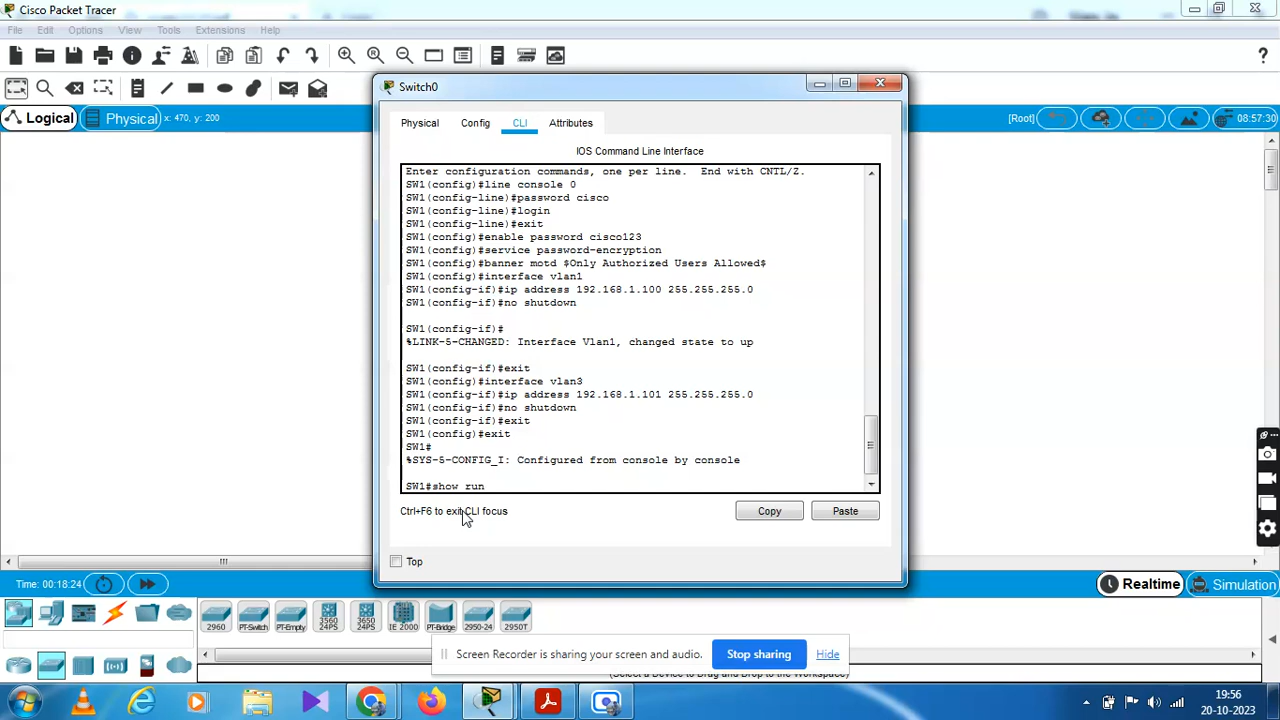 Cisco Packet Tracer
File Edit Options View Tools Extensions Help
?
Logical Physical x: 470, y: 200 [Root] 08:57:30
Switch0
Physical Config CLI Attributes
IOS Command Line Interface
Enter configuration commands, one per line. End with CNTL/Z.
SW1(config)#line console 0
SW1(config-line)#password cisco
SW1(config-line)#login
SW1(config-line)#exit
SW1(config)#enable password cisco123
SW1(config)#service password-encryption
SW1(config)#banner motd $Only Authorized Users Allowed$
SW1(config)#interface vlan1
SW1(config-if)#ip address 192.168.1.100 255.255.255.0
SW1(config-if)#no shutdown
SW1(config-if)#
%LINK-5-CHANGED: Interface Vlan1, changed state to up
SW1(config-if)#exit
SW1(config)#interface vlan3
SW1(config-if)#ip address 192.168.1.101 255.255.255.0
SW1(config-if)#no shutdown
SW1(config-if)#exit
SW1(config)#exit
SW1#
%SYS-5-CONFIG_I: Configured from console by console
SW1#show run
Ctrl+F6 to exit CLI focus Copy Paste
Top
Time: 00:18:24 Realtime Simulation
2960 PT-Switch PT-Empty 3560 24PS 3650 24PS IE 2000 PT-Bridge 2950-24 2950T
Screen Recorder is sharing your screen and audio. Stop sharing Hide
(Select a Device to Drag and Drop to the Workspace)
19:56
20-10-2023